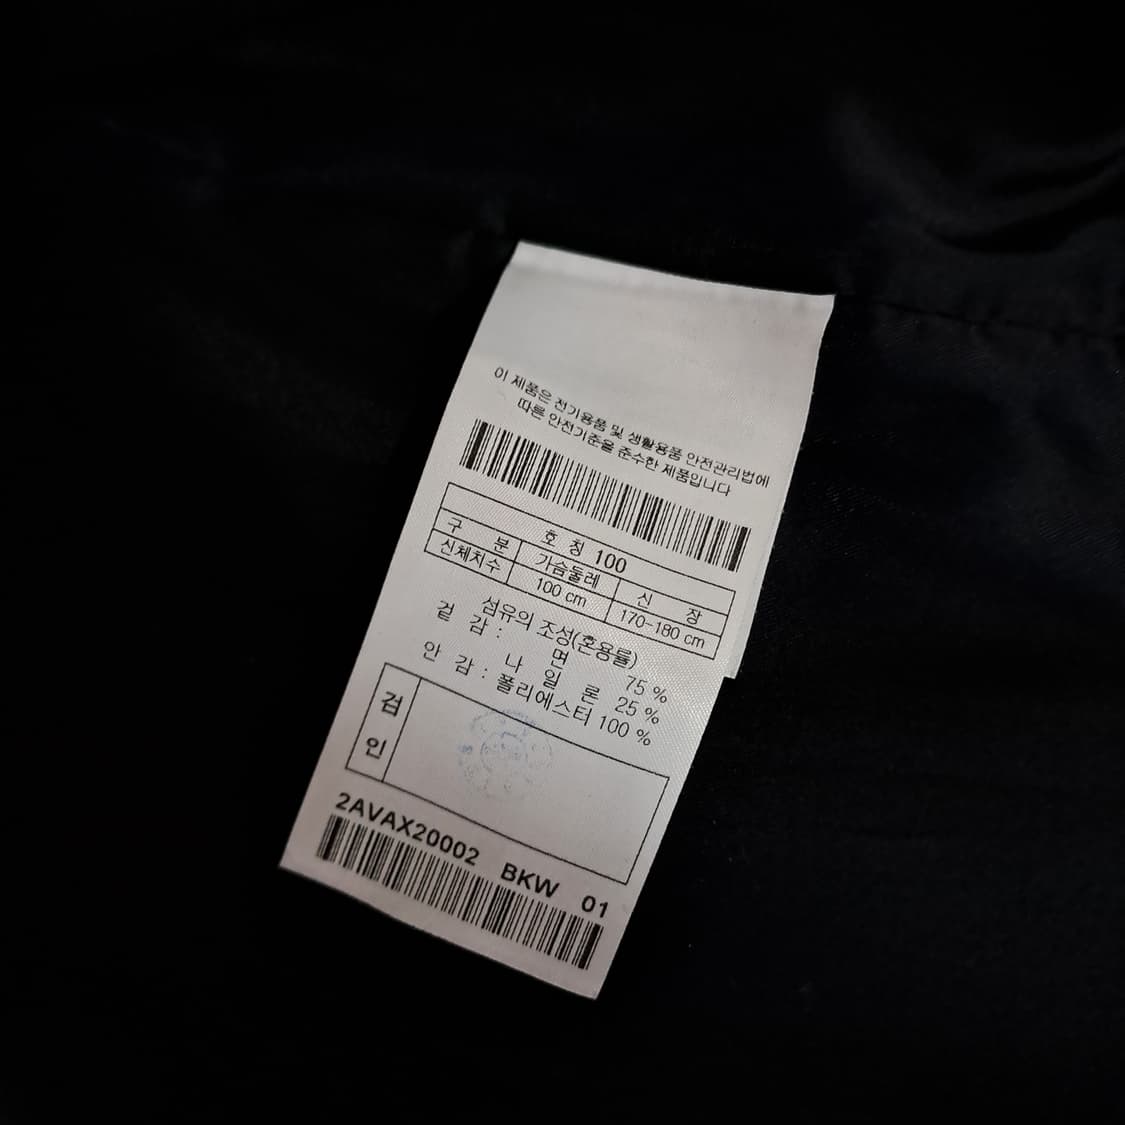 이 제품은 전기용품 및 생활용품 안전관리법에
따른 안전기준을 준수한 제품입니다
호 칭 100
구 분 가슴둘레 신 장
신체치수 100 cm 170-180 cm
섬유의 조성(혼용률)
겉 감 : 면 75 %
나 일 론 25 %
안 감 : 폴리에스터 100 %
검
인
2AVAX20002 BKW 01